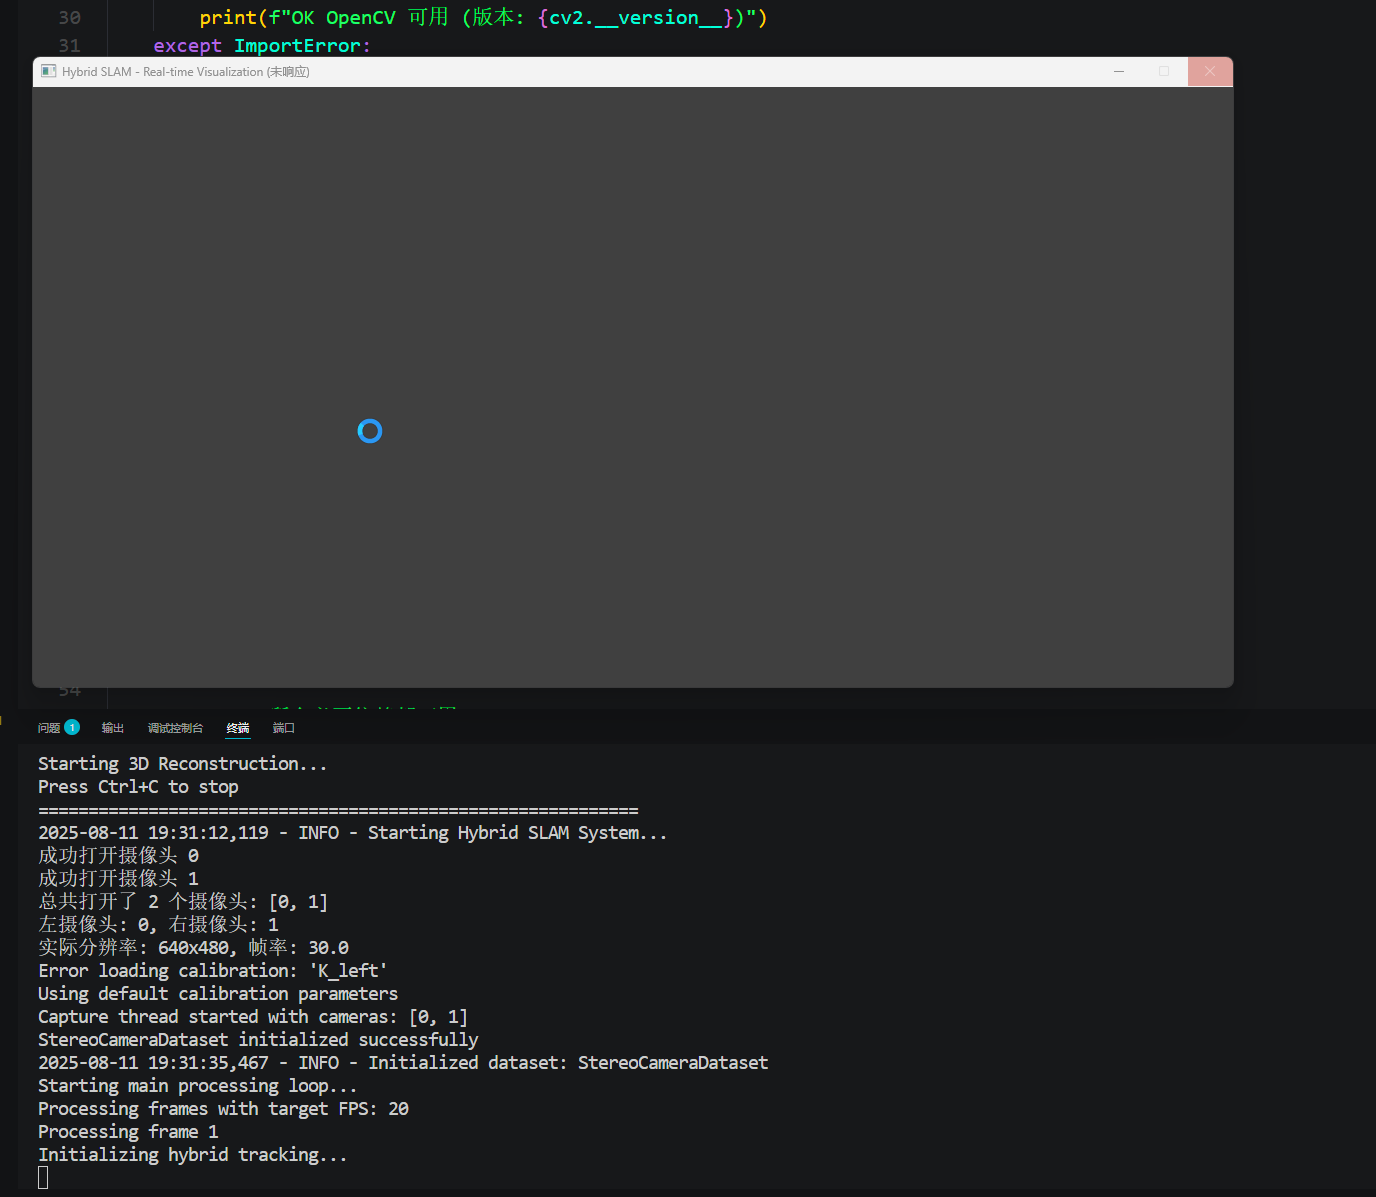 30 print(f"OK OpenCV 可用 (版本: {cv2.__version__})")
31 except ImportError:
Hybrid SLAM - Real-time Visualization (未响应)
54
问题 1 输出 调试控制台 终端 端口
Starting 3D Reconstruction...
Press Ctrl+C to stop
============================================================
2025-08-11 19:31:12,119 - INFO - Starting Hybrid SLAM System...
成功打开摄像头 0
成功打开摄像头 1
总共打开了 2 个摄像头: [0, 1]
左摄像头: 0, 右摄像头: 1
实际分辨率: 640x480, 帧率: 30.0
Error loading calibration: 'K_left'
Using default calibration parameters
Capture thread started with cameras: [0, 1]
StereoCameraDataset initialized successfully
2025-08-11 19:31:35,467 - INFO - Initialized dataset: StereoCameraDataset
Starting main processing loop...
Processing frames with target FPS: 20
Processing frame 1
Initializing hybrid tracking...